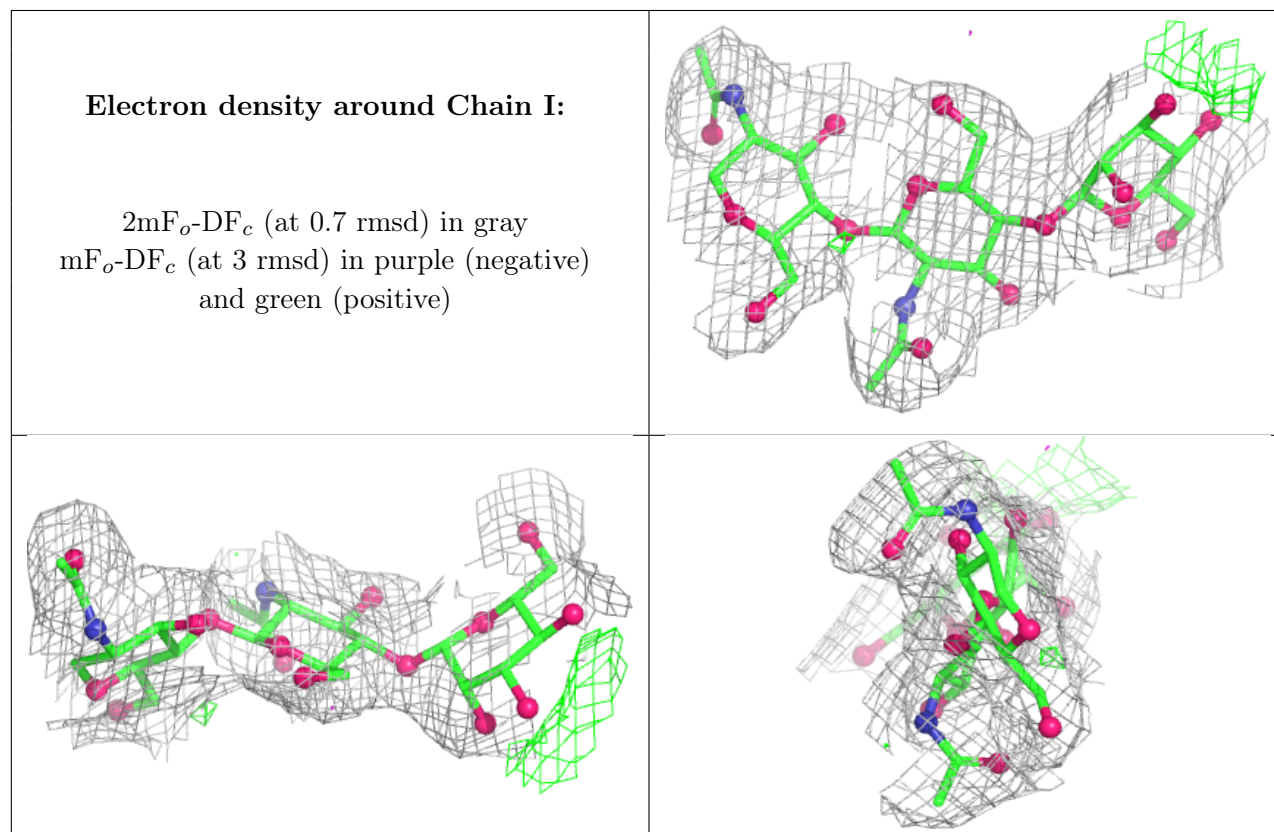 Electron density around Chain I:
2mFₒ-DF𝑐 (at 0.7 rmsd) in gray
mFₒ-DF𝑐 (at 3 rmsd) in purple (negative)
and green (positive)